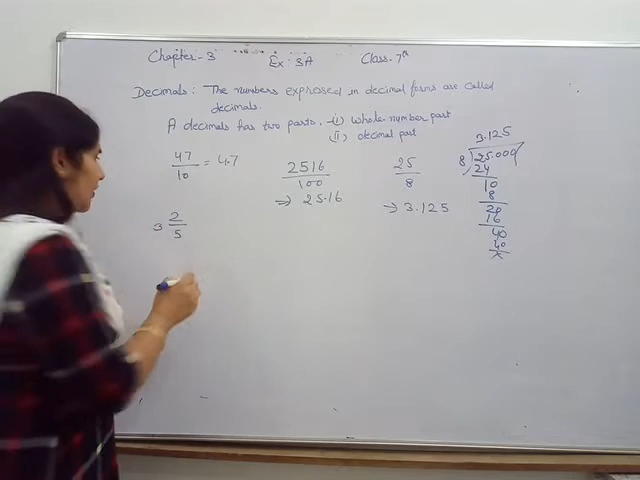 Chapter-3 Ex: 3A Class-7th
Decimals: The numbers expressed in decimal forms are called
decimals.
A decimals has two parts. (i) Whole number part
(ii) decimal part
47/10 = 4.7
2516/100
→ 25.16
25/8
→ 3.125
3.125
8)25.000
24
10
8
20
16
40
40
×
3 2/5